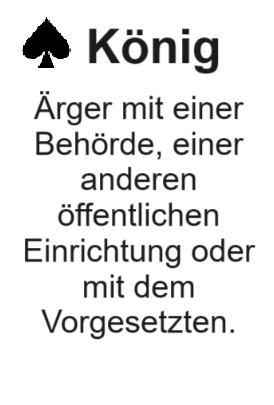 ♠ König
Ärger mit einer
Behörde, einer
anderen
öffentlichen
Einrichtung oder
mit dem
Vorgesetzten.